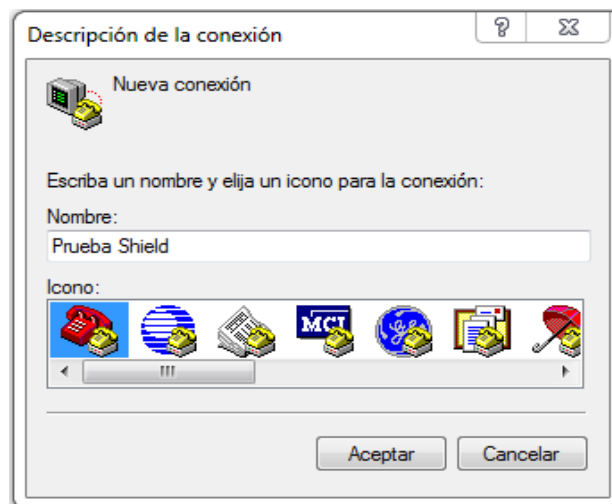 Descripción de la conexión
Nueva conexión
Escriba un nombre y elija un icono para la conexión:
Nombre:
Prueba Shield
Icono:
MCI
Aceptar
Cancelar